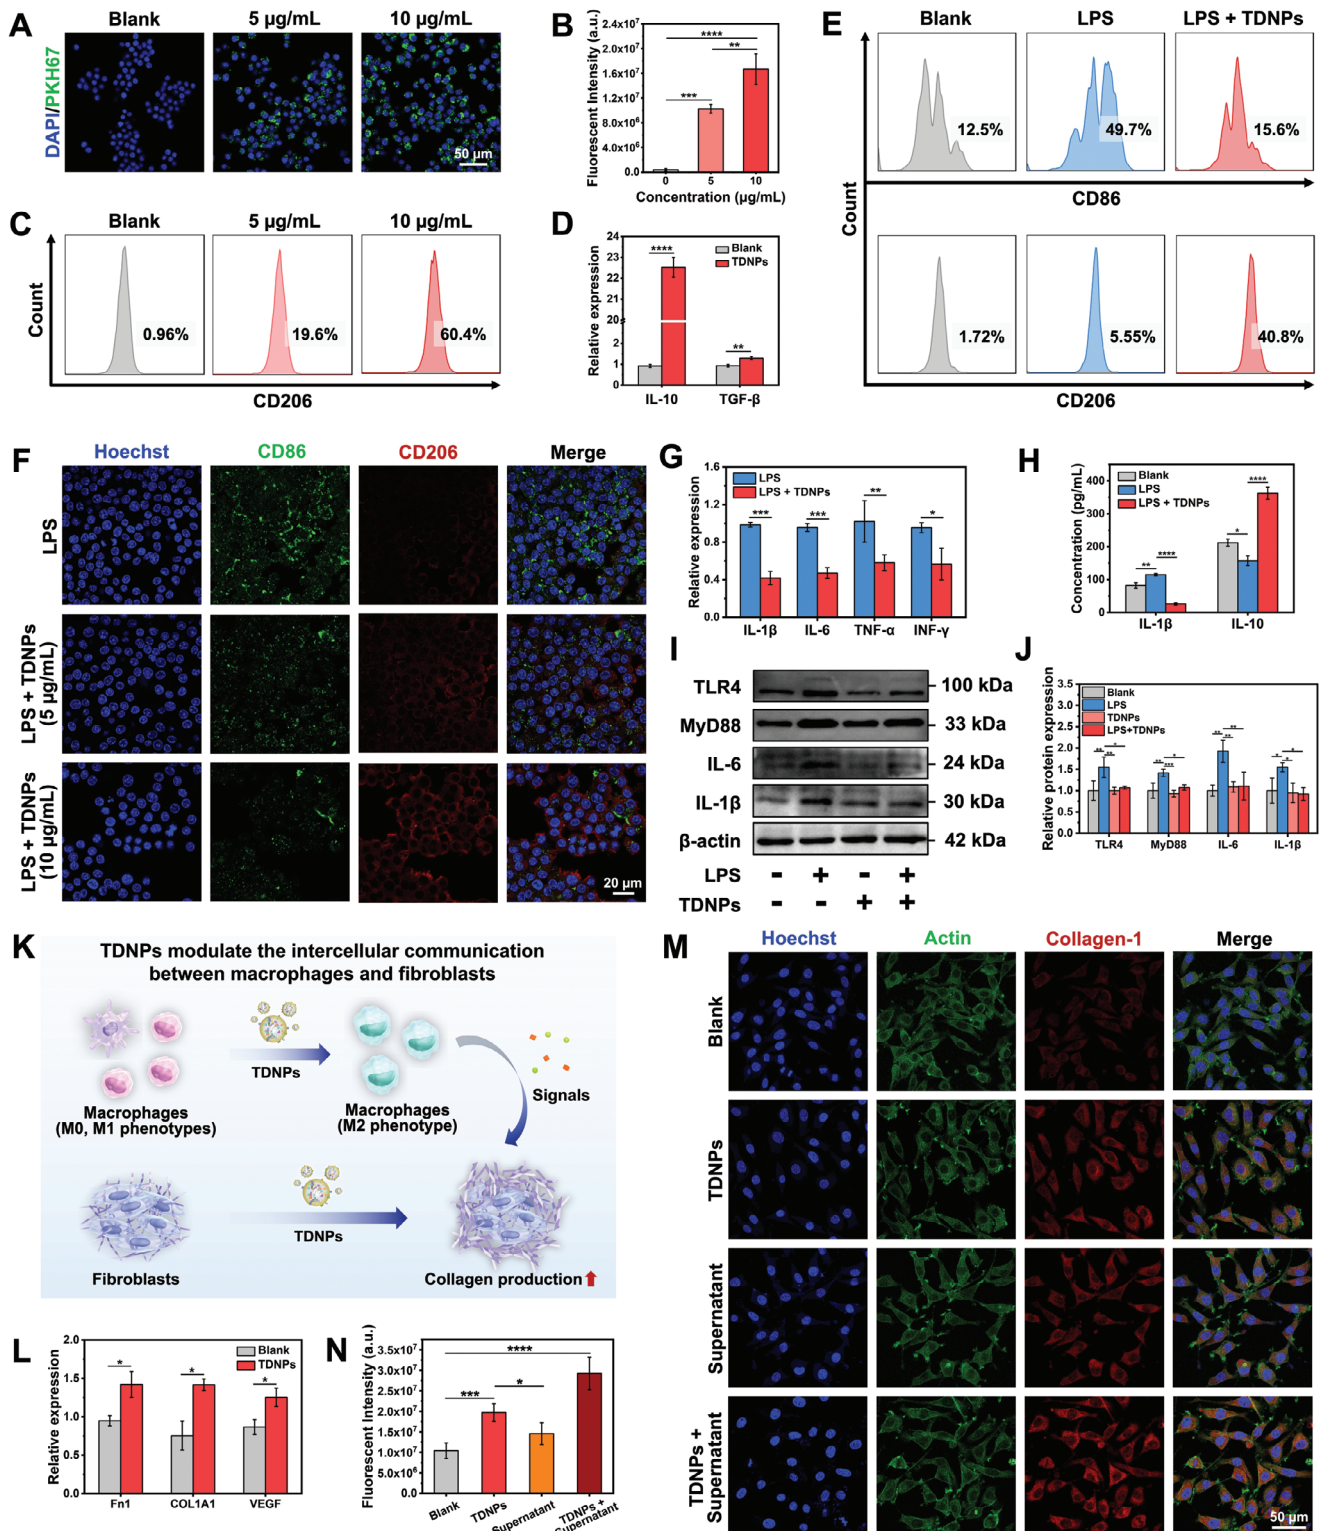 A
Blank
5 µg/mL
10 µg/mL
DAPI/PKH67
50 µm
B
Fluorescent Intensity (a.u.)
2.4x10⁷
2.0x10⁷
1.6x10⁷
1.2x10⁷
8.0x10⁶
4.0x10⁶
0.0
****
**
***
0
5
10
Concentration (µg/mL)
C
Blank
5 µg/mL
10 µg/mL
Count
0.96%
19.6%
60.4%
CD206
D
Relative expression
24
23
22
21
20
2
1
0
****
**
Blank
TDNPs
IL-10
TGF-β
E
Blank
LPS
LPS + TDNPs
Count
12.5%
49.7%
15.6%
CD86
1.72%
5.55%
40.8%
CD206
F
Hoechst
CD86
CD206
Merge
LPS
LPS + TDNPs
(5 µg/mL)
LPS + TDNPs
(10 µg/mL)
20 µm
G
Relative expression
1.6
1.2
0.8
0.4
0.0
LPS
LPS + TDNPs
***
***
**
*
IL-1β
IL-6
TNF-α
INF-γ
H
Concentration (pg/mL)
400
300
200
100
0
Blank
LPS
LPS + TDNPs
**
****
*
****
IL-1β
IL-10
I
TLR4
100 kDa
MyD88
33 kDa
IL-6
24 kDa
IL-1β
30 kDa
β-actin
42 kDa
LPS
- + - +
TDNPs
- - + +
J
Relative protein expression
3.5
3.0
2.5
2.0
1.5
1.0
0.5
0.0
Blank
LPS
TDNPs
LPS+TDNPs
** ** *
** *** *
** ** **
* * *
TLR4
MyD88
IL-6
IL-1β
K
TDNPs modulate the intercellular communication
between macrophages and fibroblasts
TDNPs
Signals
Macrophages
(M0, M1 phenotypes)
Macrophages
(M2 phenotype)
TDNPs
Fibroblasts
Collagen production
L
Relative expression
2.0
1.5
1.0
0.5
0.0
Blank
TDNPs
*
*
*
Fn1
COL1A1
VEGF
N
Fluorescent Intensity (a.u.)
3.5x10⁷
3.0x10⁷
2.5x10⁷
2.0x10⁷
1.5x10⁷
1.0x10⁷
5.0x10⁶
0.0
****
***
*
Blank
TDNPs
Supernatant
TDNPs +
Supernatant
M
Hoechst
Actin
Collagen-1
Merge
Blank
TDNPs
Supernatant
TDNPs +
Supernatant
50 µm